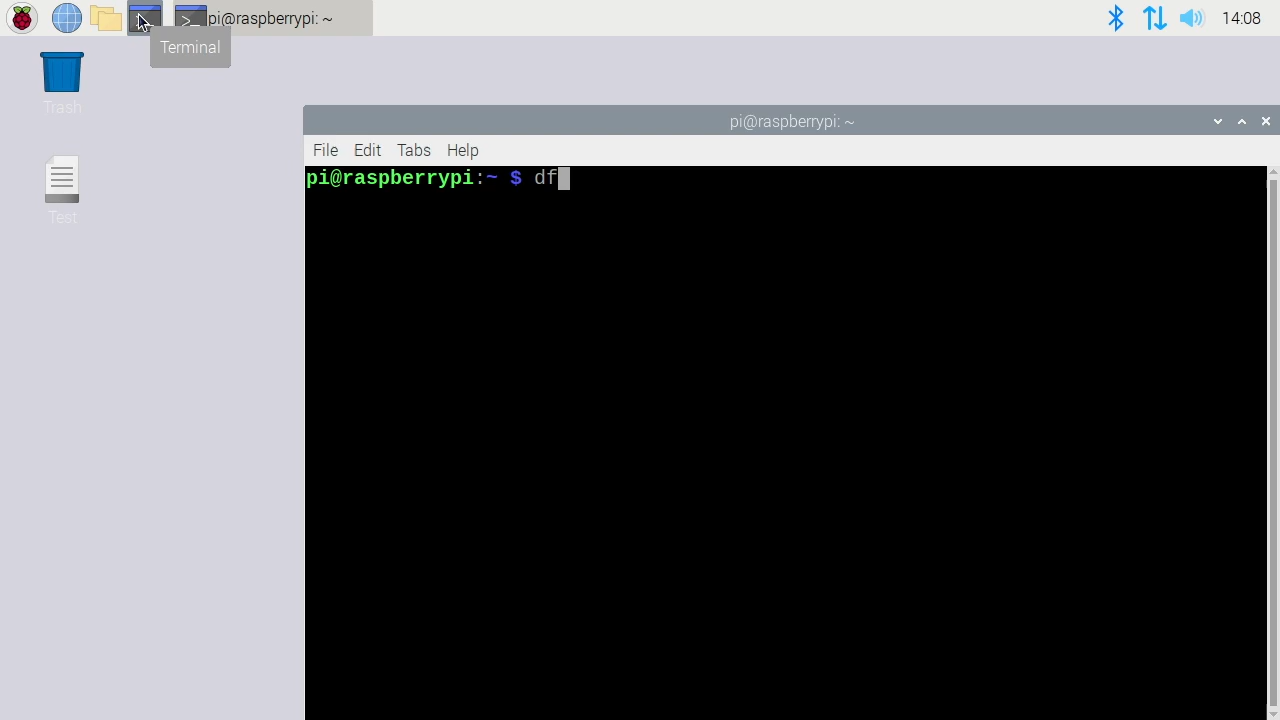 pi@raspberrypi: ~
14:08
Terminal
Trash
pi@raspberrypi: ~
File Edit Tabs Help
Test
pi@raspberrypi:~ $ df